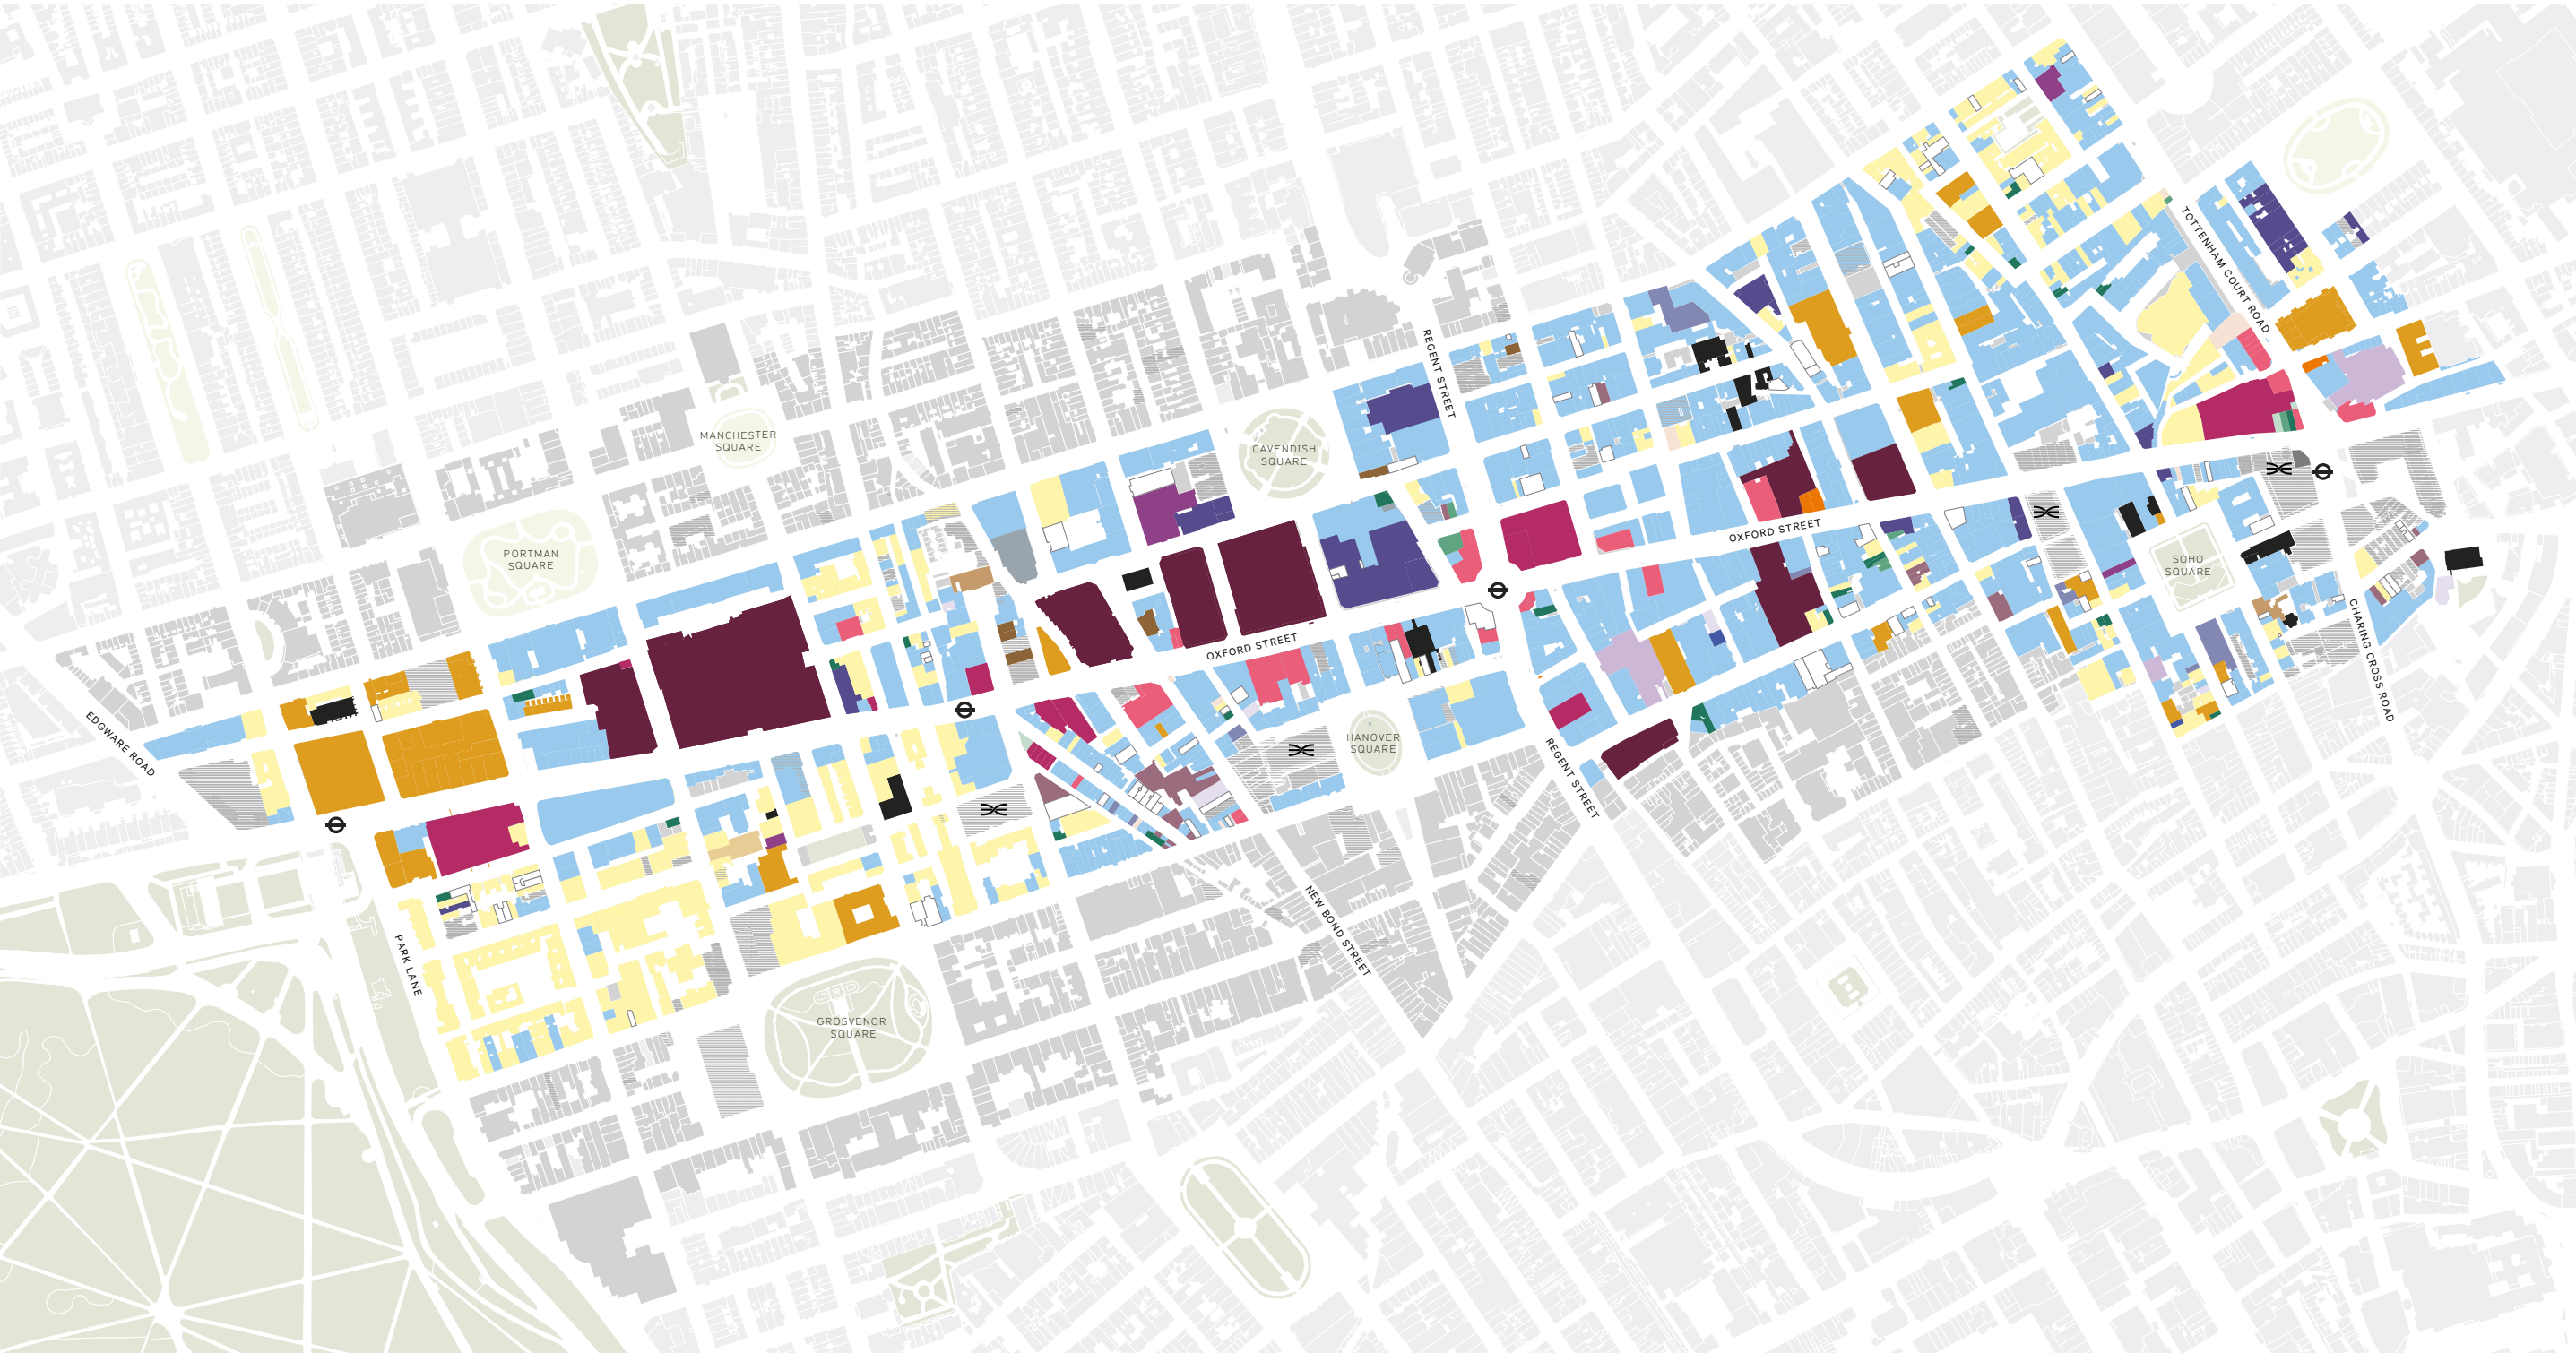 TOTTENHAM COURT ROAD
REGENT STREET
MANCHESTER
SQUARE
CAVENDISH
SQUARE
PORTMAN
SQUARE
OXFORD STREET
SOHO
SQUARE
OXFORD STREET
CHARING CROSS ROAD
EDGWARE ROAD
HANOVER
SQUARE
REGENT STREET
NEW BOND STREET
PARK LANE
GROSVENOR
SQUARE